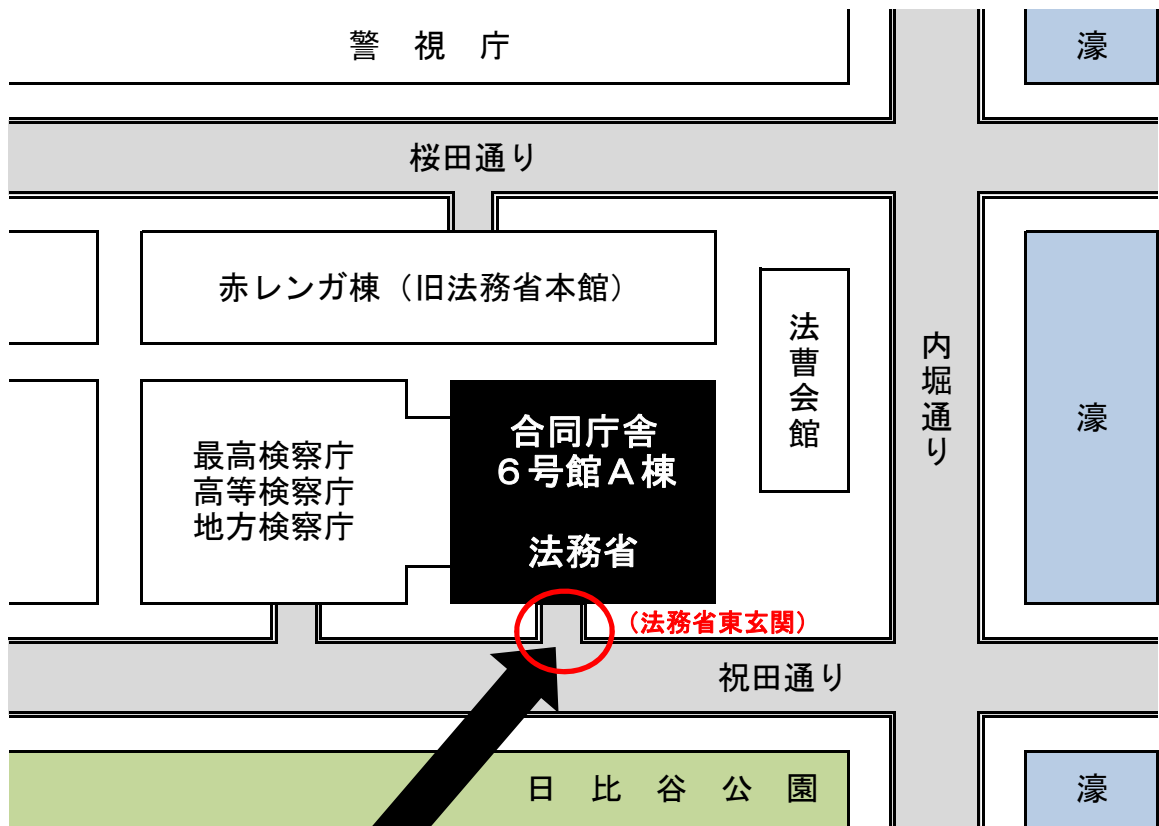 警視庁
濠
桜田通り
赤レンガ棟（旧法務省本館）
法曹会館
内堀通り
濠
最高検察庁
高等検察庁
地方検察庁
合同庁舎
６号館Ａ棟
法務省
（法務省東玄関）
祝田通り
日比谷公園
濠